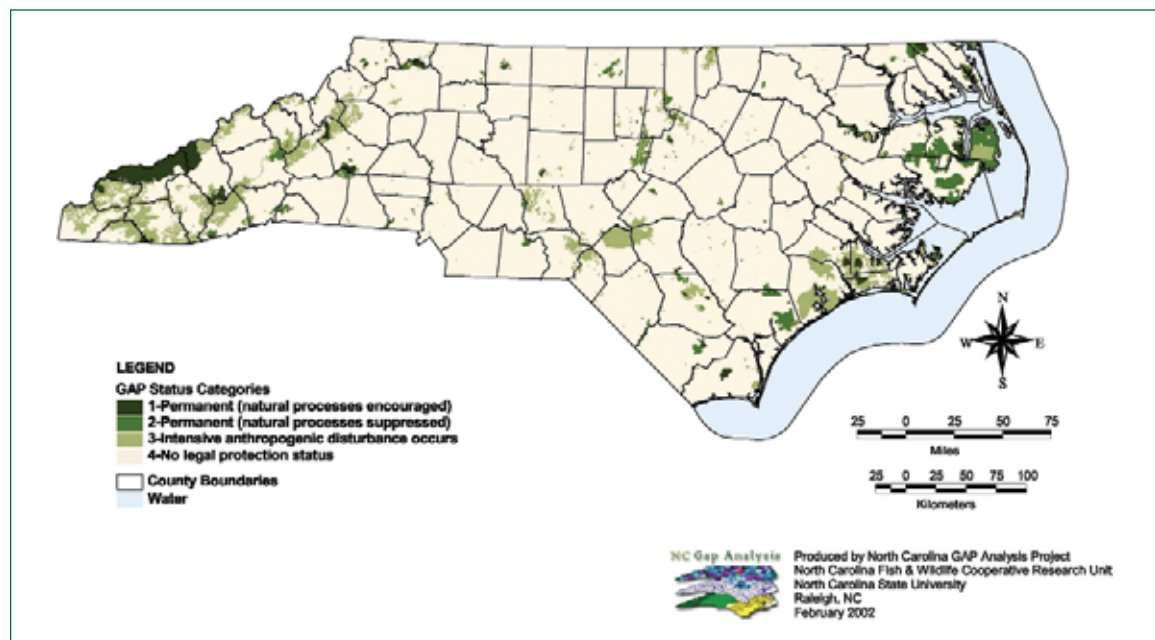 N
W E
S
LEGEND
GAP Status Categories
1-Permanent (natural processes encouraged)
2-Permanent (natural processes suppressed)
3-Intensive anthropogenic disturbance occurs
4-No legal protection status
County Boundaries
Water
25 0 25 50 75
Miles
25 0 25 50 75 100
Kilometers
NC Gap Analysis
Produced by North Carolina GAP Analysis Project
North Carolina Fish & Wildlife Cooperative Research Unit
North Carolina State University
Raleigh, NC
February 2002